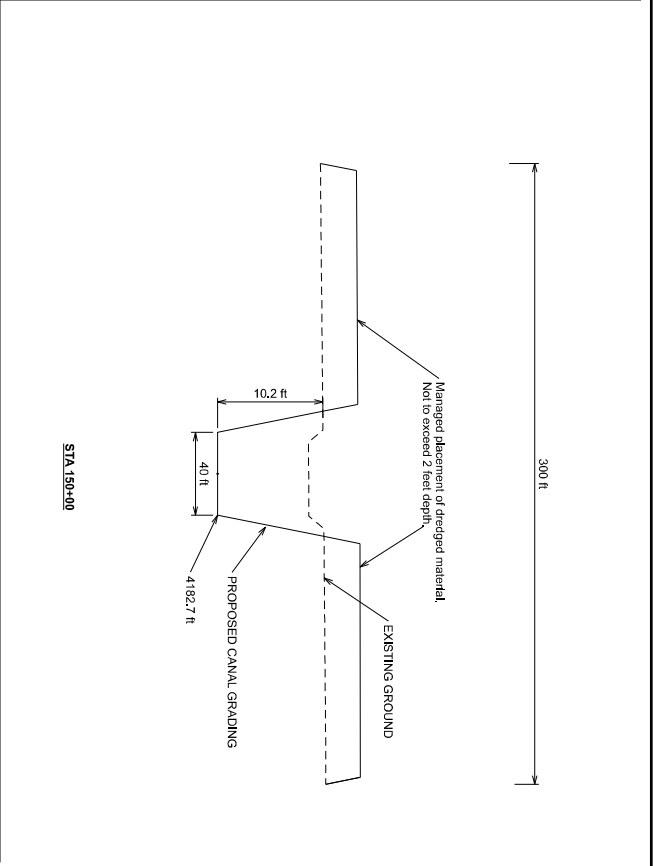 300 ft
Managed placement of dredged material.
Not to exceed 2 feet depth.
EXISTING GROUND
10.2 ft
40 ft
PROPOSED CANAL GRADING
4182.7 ft
STA 150+00